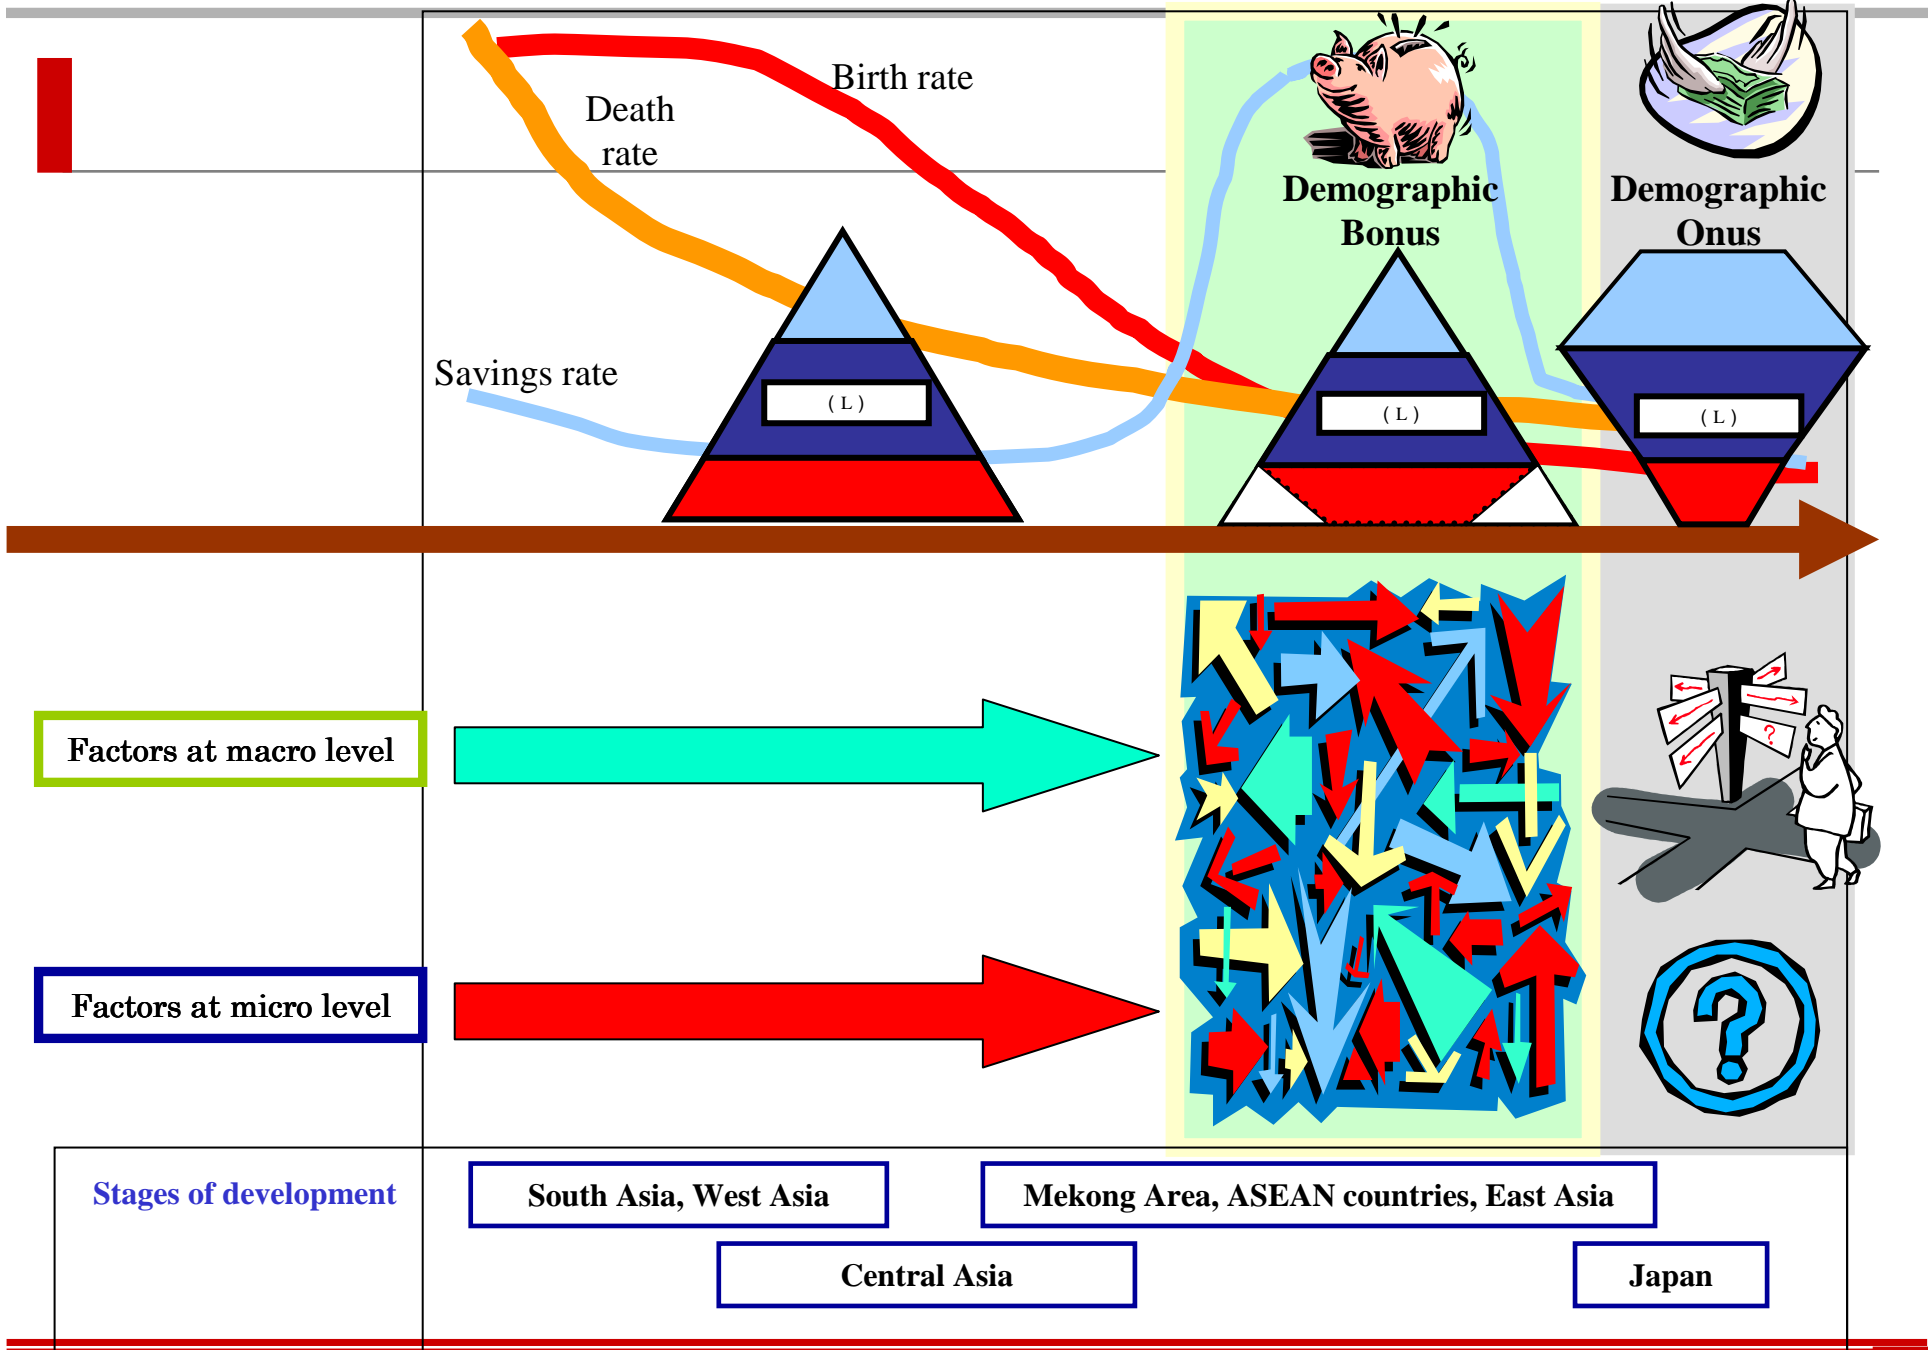 Birth rate
Death
rate
Demographic
Bonus
Demographic
Onus
Savings rate
( L )
( L )
( L )
?
Factors at macro level
Factors at micro level
?
Stages of development
South Asia, West Asia
Mekong Area, ASEAN countries, East Asia
Central Asia
Japan